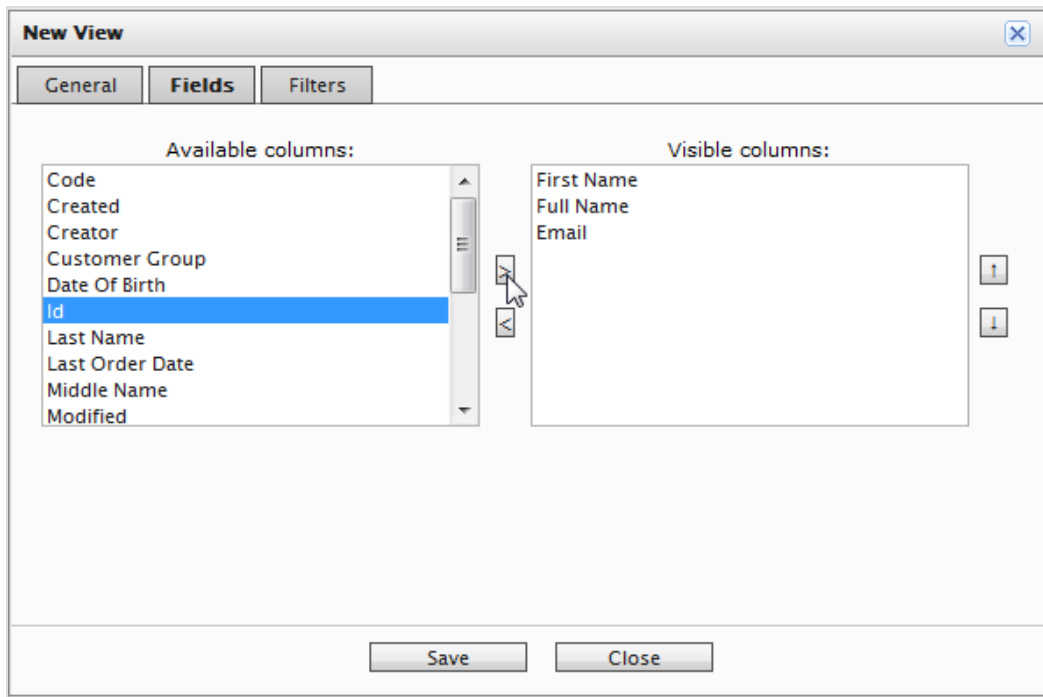 New View
General Fields Filters
Available columns:
Code
Created
Creator
Customer Group
Date Of Birth
Id
Last Name
Last Order Date
Middle Name
Modified
>
<
Visible columns:
First Name
Full Name
Email
↑
↓
Save Close